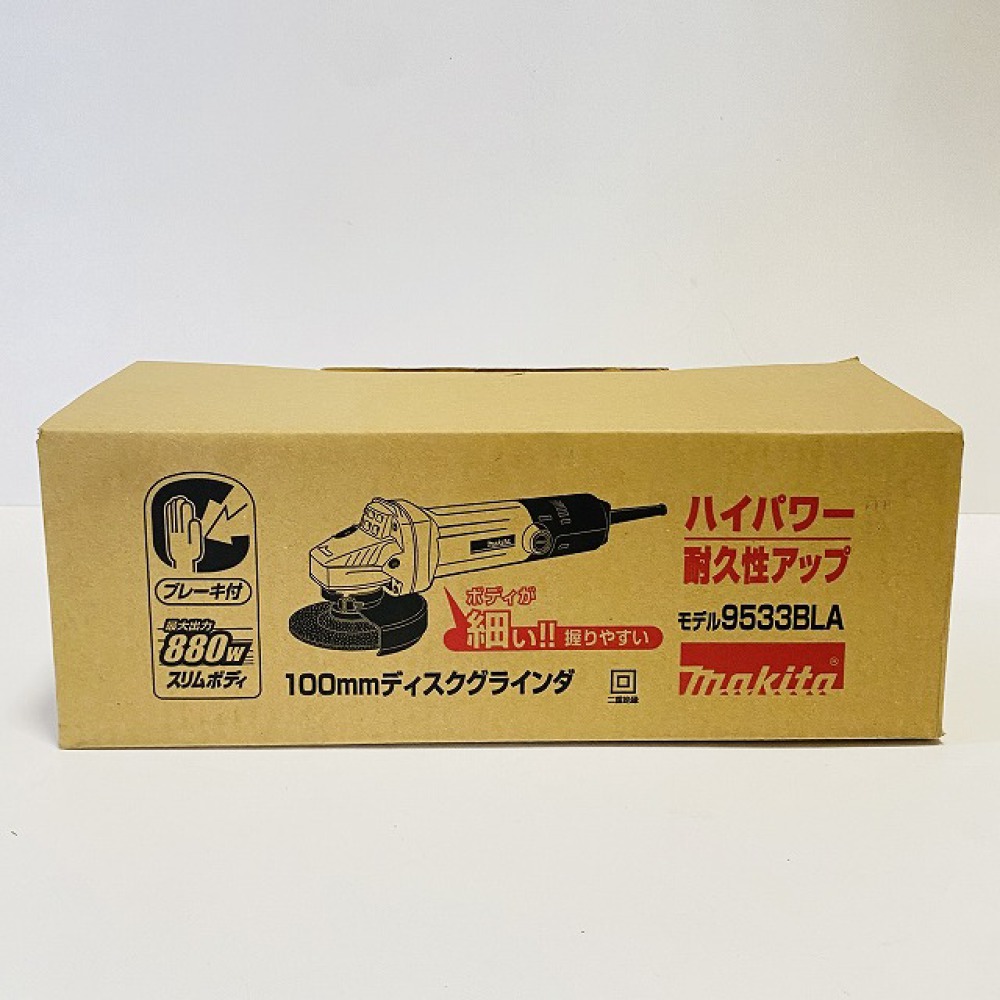 ブレーキ付
最大出力
880W
スリムボディ
makita
ボディが
細い!! 握りやすい
100mmディスクグラインダ
二重絶縁
ハイパワー
耐久性アップ
モデル9533BLA
makita®